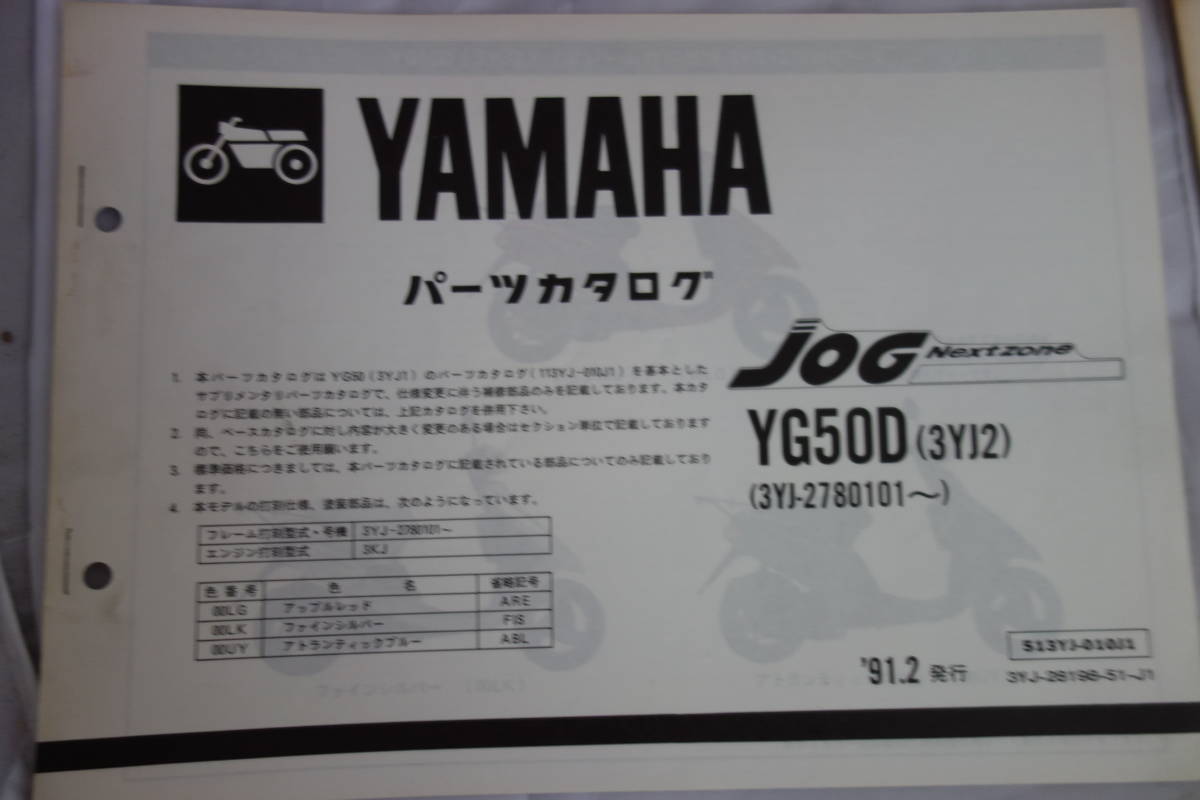 YAMAHA
パーツカタログ
JOG Nextzone
YG50D (3YJ2)
(3YJ-2780101～)
1. 本パーツカタログは YG50 (3YJ1) のパーツカタログ(113YJ-010J1) を基本とした
サプリメンタリパーツカタログで、仕様変更に伴う補修部品のみを記載しております。本カタ
ログに記載の無い部品については、上記カタログを併用下さい。
2. 尚、ベースカタログに対し内容が大きく変更のある場合はセクション単位で記載しております
ので、こちらをご使用願います。
3. 標準価格につきましては、本パーツカタログに記載されている部品についてのみ記載しており
ます。
4. 本モデルの打刻仕様、塗装部品は、次のようになっています。
フレーム打刻型式・号機 3YJ-2780101～
エンジン打刻型式 3KJ
色番号 色名 省略記号
00LG アップルレッド ARE
00LK ファインシルバー FIS
00UY アトランティックブルー ABL
'91.2 発行
513YJ-010J1
3YJ-28198-51-J1
ファインシルバー (00LK)